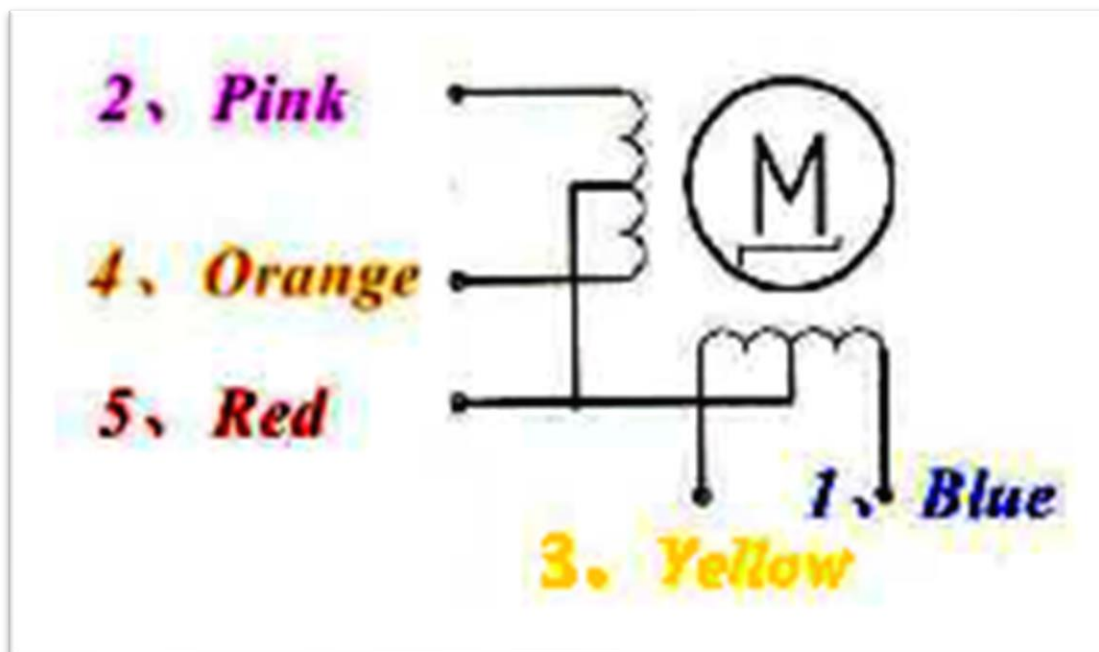 2、Pink
M
4、Orange
5、Red
1、Blue
3。Yellow